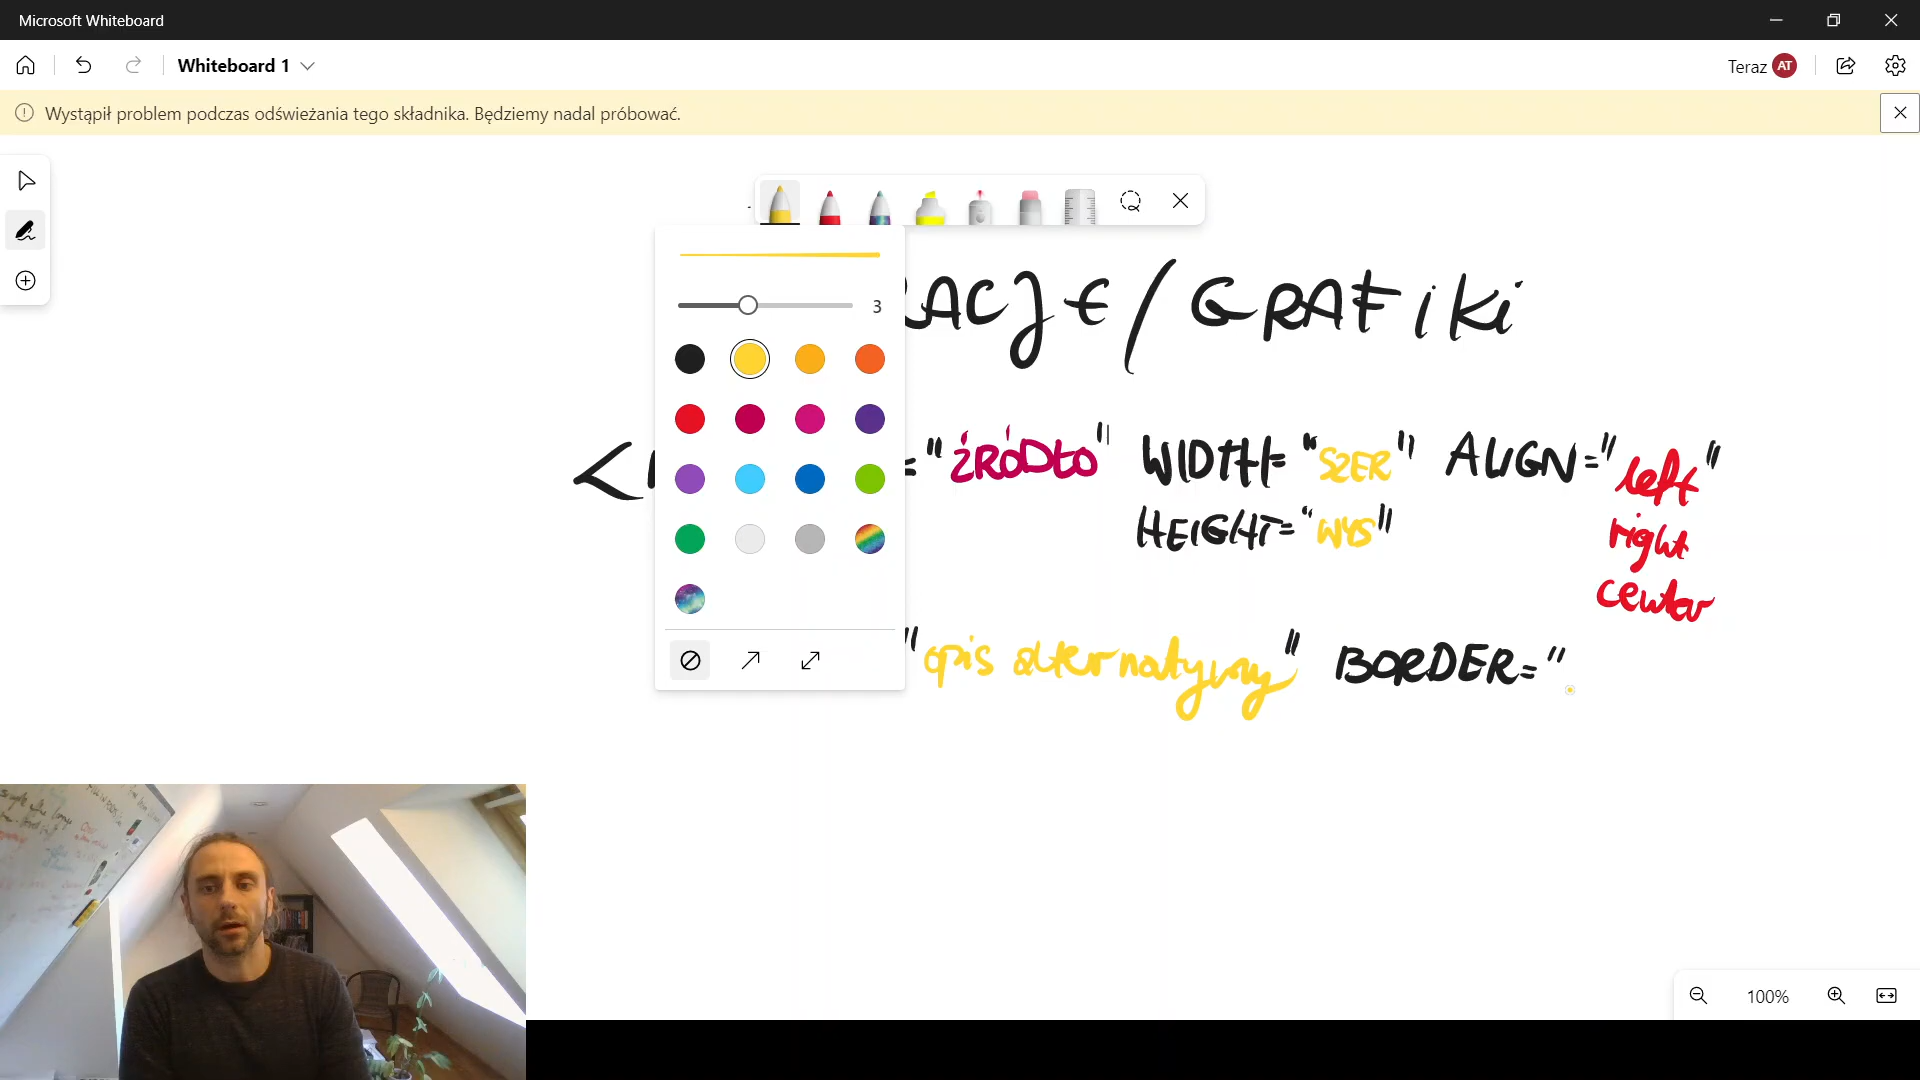 Microsoft Whiteboard
Whiteboard 1
Teraz AT
Wystąpił problem podczas odświeżania tego składnika. Będziemy nadal próbować.
3
RACJE / GRAFIKI
< = "ŹRÓDŁO" WIDTH= "SZER" ALIGN="left"
HEIGHT="WYS"
right
center
"opis alternatywny" BORDER="
100%